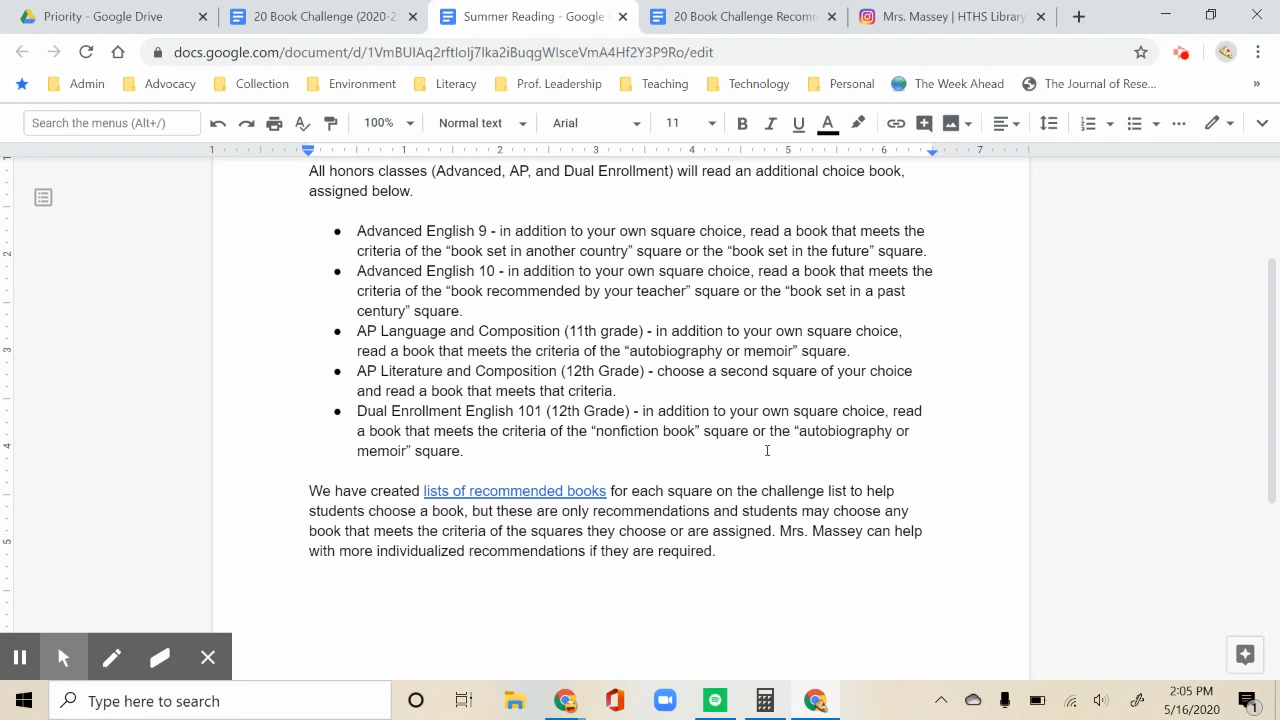 Priority - Google Drive
20 Book Challenge (2020-2
Summer Reading - Google
20 Book Challenge Recomm
Mrs. Massey | HTHS Library
docs.google.com/document/d/1VmBUIAq2rftIolj7Ika2iBuqgWIsceVmA4Hf2Y3P9Ro/edit
Admin
Advocacy
Collection
Environment
Literacy
Prof. Leadership
Teaching
Technology
Personal
The Week Ahead
The Journal of Rese...
»
Search the menus (Alt+/)
100%
Normal text
Arial
11
B I U A
1 1 2 3 4 5 6 7
All honors classes (Advanced, AP, and Dual Enrollment) will read an additional choice book,
assigned below.
● Advanced English 9 - in addition to your own square choice, read a book that meets the
criteria of the “book set in another country” square or the “book set in the future” square.
● Advanced English 10 - in addition to your own square choice, read a book that meets the
criteria of the “book recommended by your teacher” square or the “book set in a past
century” square.
● AP Language and Composition (11th grade) - in addition to your own square choice,
read a book that meets the criteria of the “autobiography or memoir” square.
● AP Literature and Composition (12th Grade) - choose a second square of your choice
and read a book that meets that criteria.
● Dual Enrollment English 101 (12th Grade) - in addition to your own square choice, read
a book that meets the criteria of the “nonfiction book” square or the “autobiography or
memoir” square.
We have created lists of recommended books for each square on the challenge list to help
students choose a book, but these are only recommendations and students may choose any
book that meets the criteria of the squares they choose or are assigned. Mrs. Massey can help
with more individualized recommendations if they are required.
Type here to search
2:05 PM
5/16/2020
1